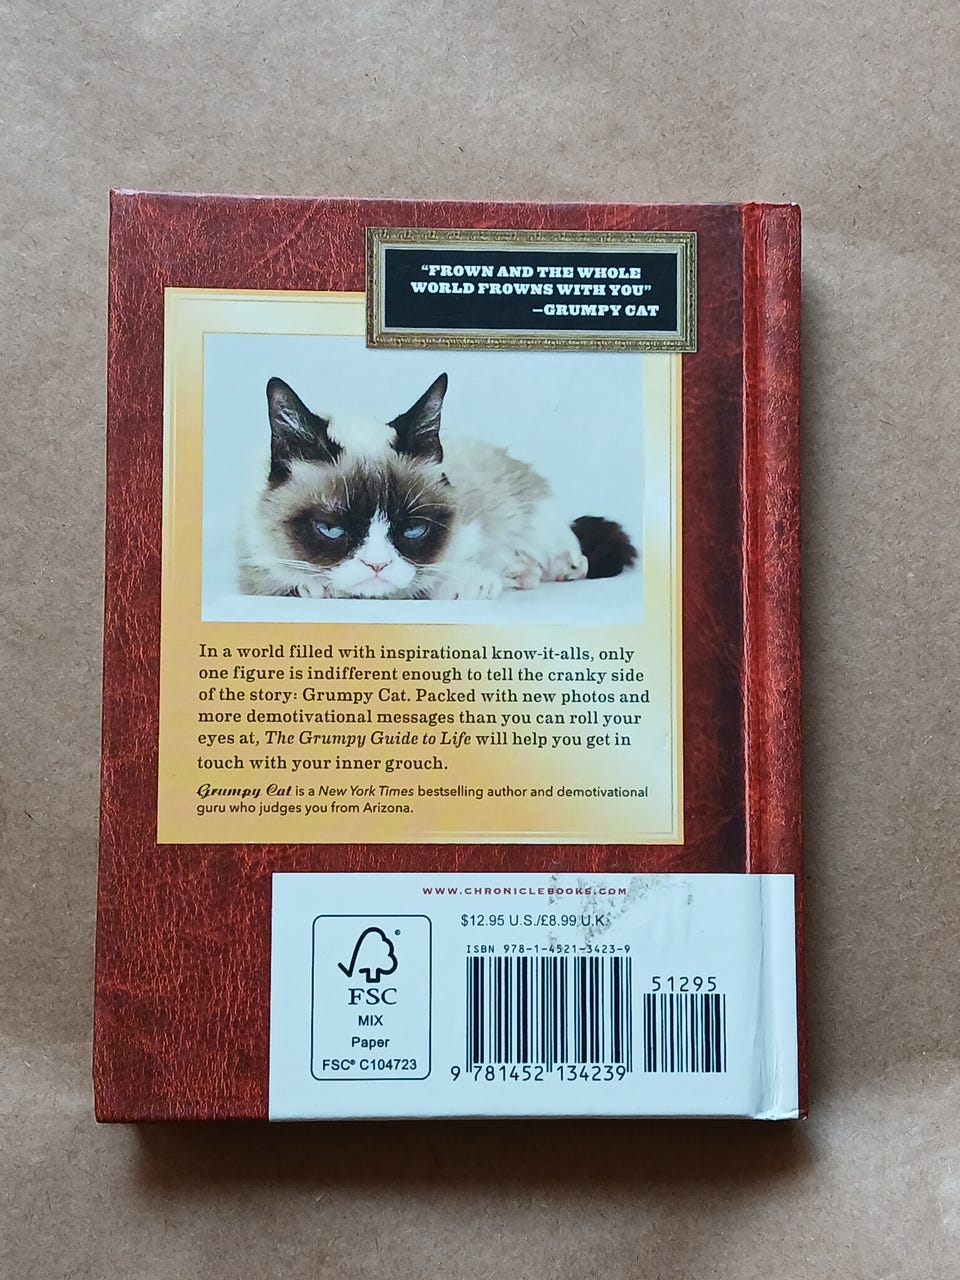 “FROWN AND THE WHOLE
WORLD FROWNS WITH YOU”
—GRUMPY CAT
In a world filled with inspirational know-it-alls, only
one figure is indifferent enough to tell the cranky side
of the story: Grumpy Cat. Packed with new photos and
more demotivational messages than you can roll your
eyes at, The Grumpy Guide to Life will help you get in
touch with your inner grouch.
Grumpy Cat is a New York Times bestselling author and demotivational
guru who judges you from Arizona.
WWW.CHRONICLEBOOKS.COM
$12.95 U.S./£8.99 U.K.
ISBN 978-1-4521-3423-9
51295
9 781452 134239
®
FSC
MIX
Paper
FSC® C104723